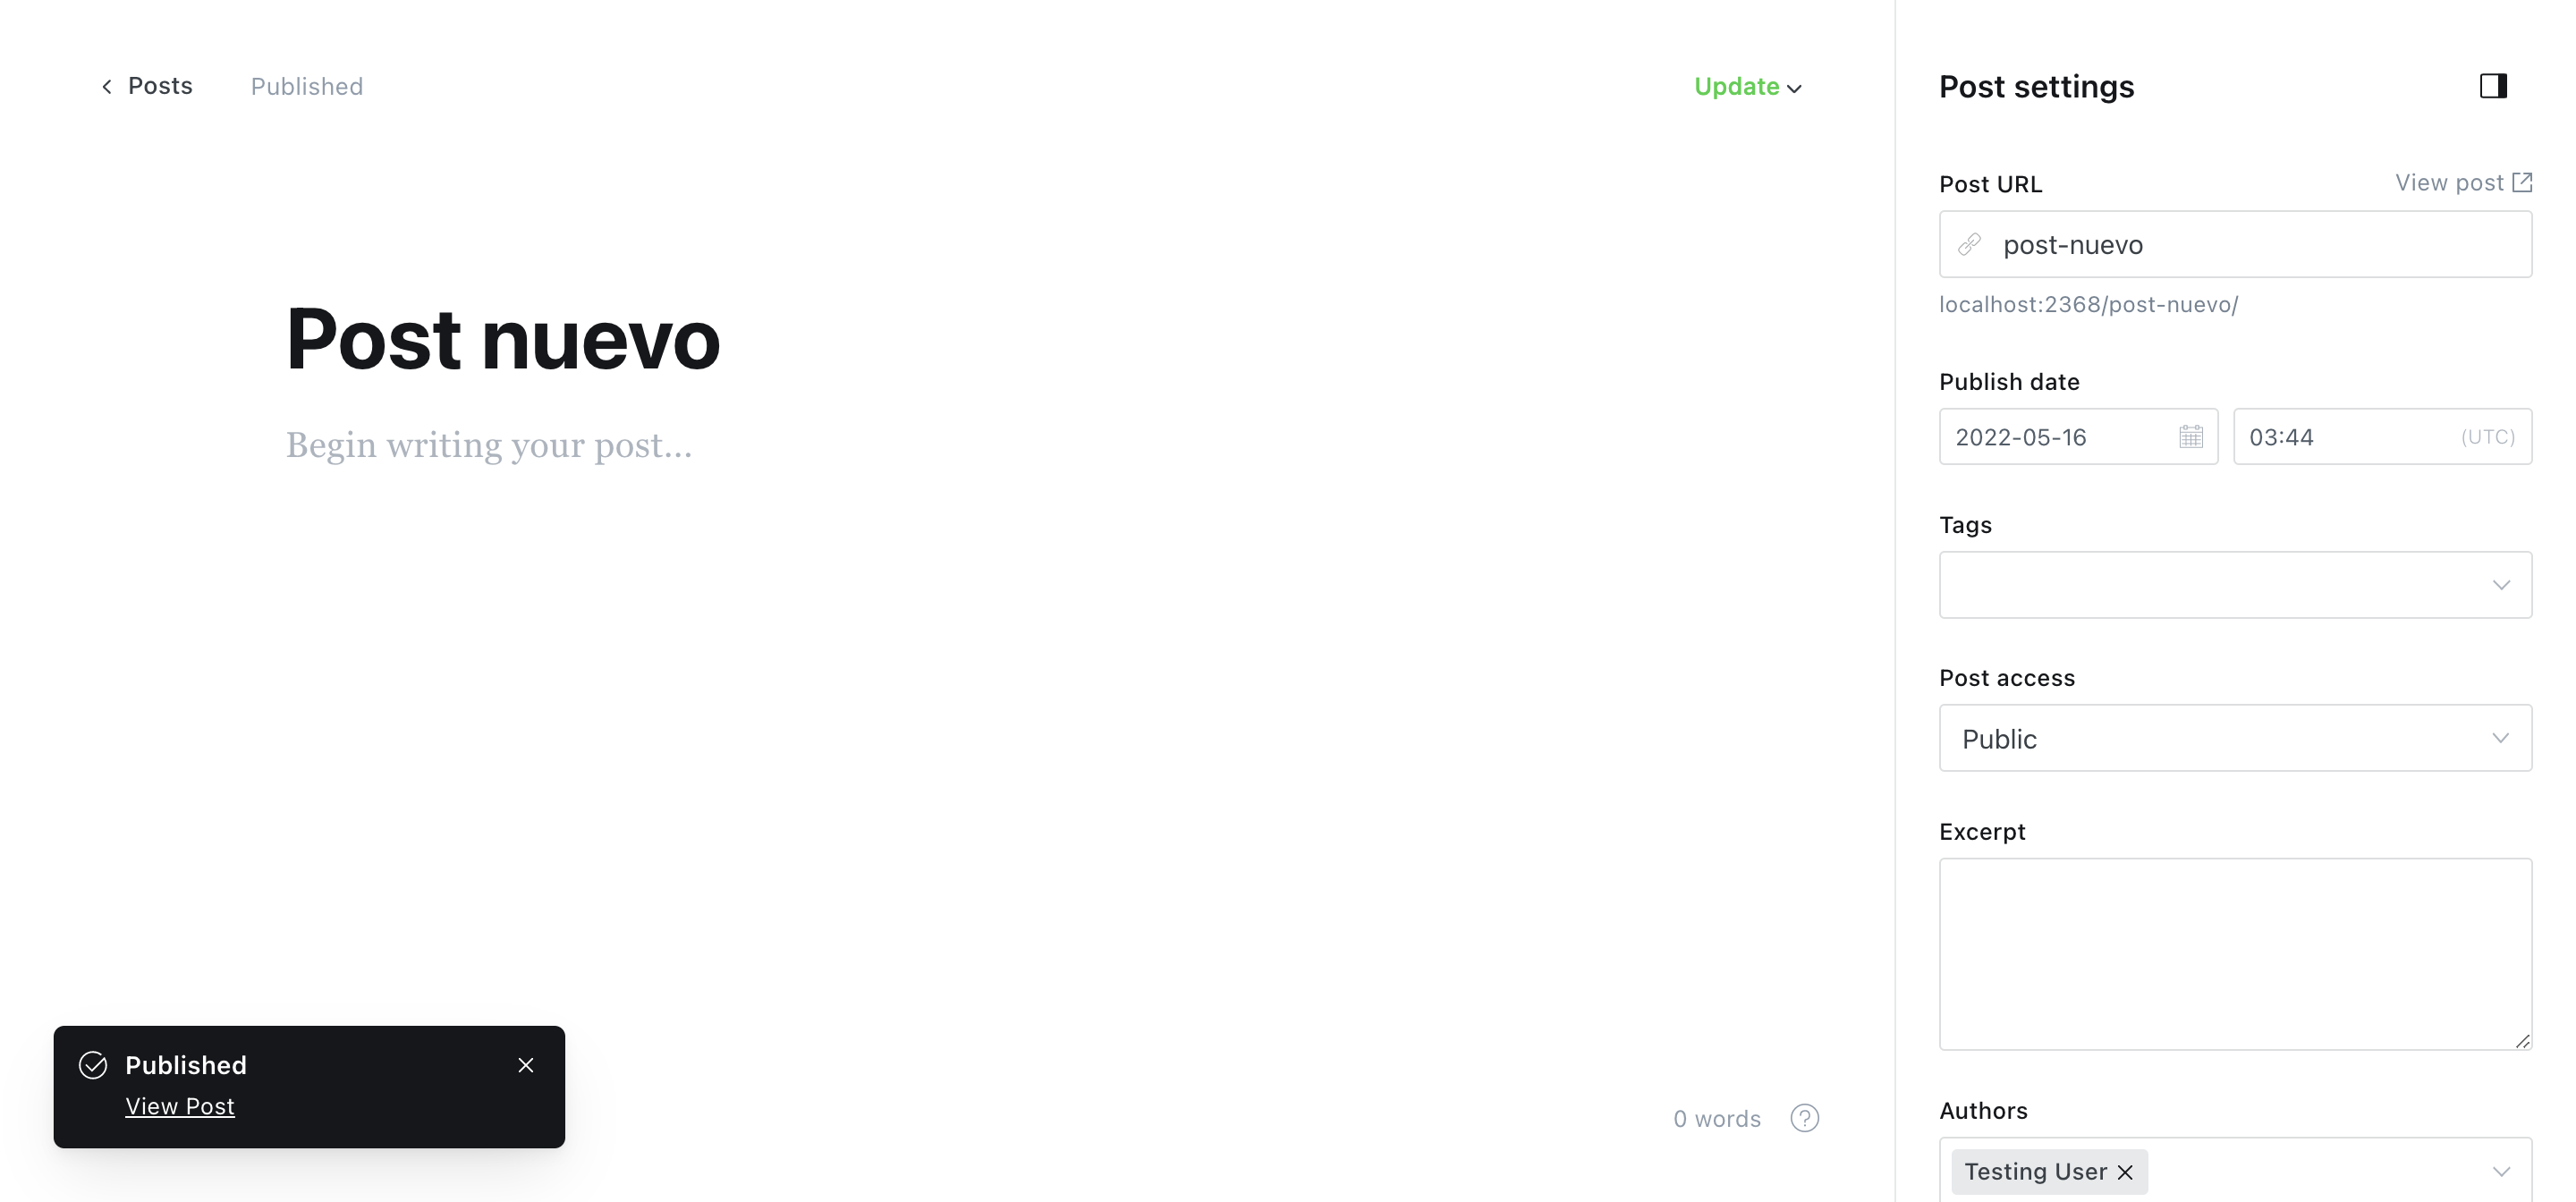 Posts
Published
Update
Post nuevo
Begin writing your post...
Published
View Post
0 words
?
Post settings
Post URL
View post
post-nuevo
localhost:2368/post-nuevo/
Publish date
2022-05-16
03:44
(UTC)
Tags
Post access
Public
Excerpt
Authors
Testing User